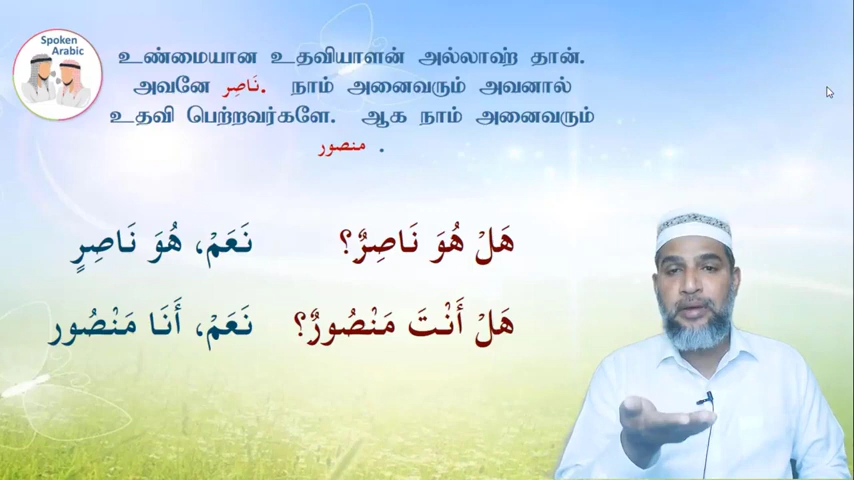 Spoken
Arabic
உண்மையான உதவியாளன் அல்லாஹ் தான்.
அவனே نَاصِر. நாம் அனைவரும் அவனால்
உதவி பெற்றவர்களே. ஆக நாம் அனைவரும்
منصور .
هَلْ هُوَ نَاصِرٌ؟ نَعَمْ، هُوَ نَاصِرٍ
هَلْ أَنْتَ مَنْصُورٌ؟ نَعَمْ، أَنَا مَنْصُور